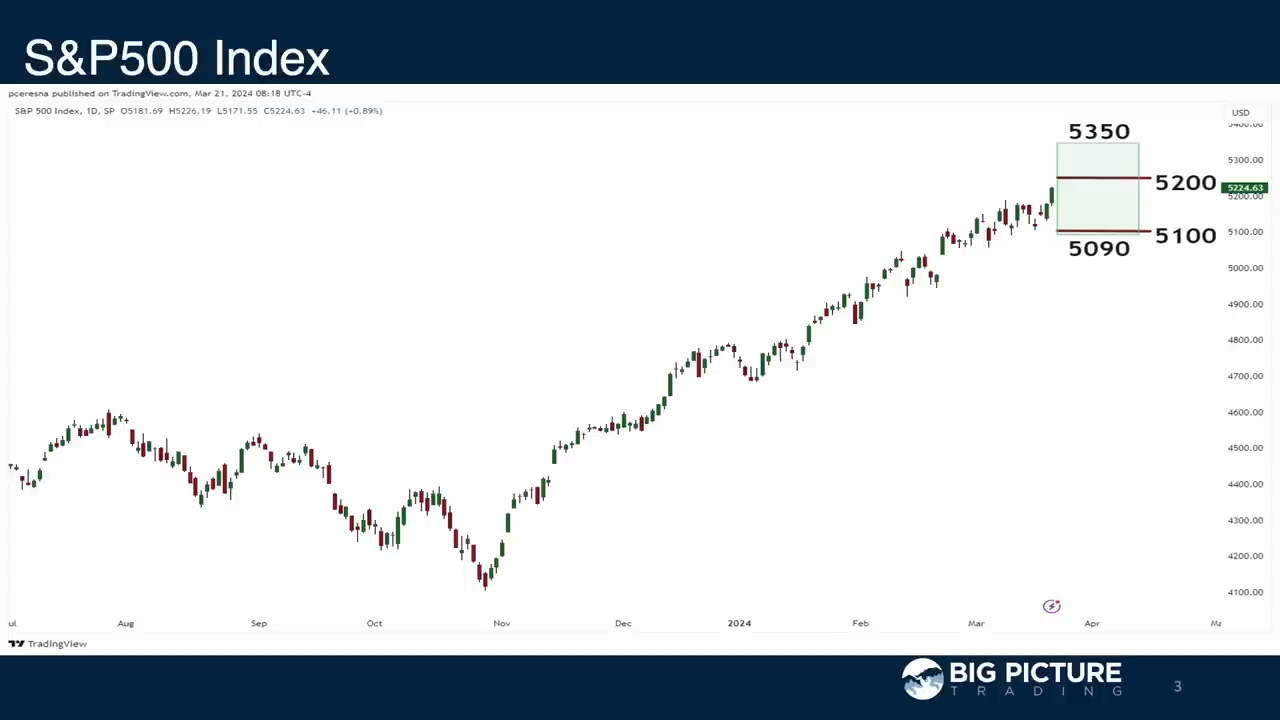 S&P500 Index
pceresna published on TradingView.com, Mar 21, 2024 08:18 UTC-4
S&P 500 Index, 1D, SP O5181.69 H5226.19 L5171.55 C5224.63 +46.11 (+0.89%)
USD
5400.00
5350
5300.00
5200
5224.63
5200.00
5100.00
5100
5090
5000.00
4900.00
4800.00
4700.00
4600.00
4500.00
4400.00
4300.00
4200.00
4100.00
ul Aug Sep Oct Nov Dec 2024 Feb Mar Apr Ma
TradingView
BIG PICTURE
TRADING
3